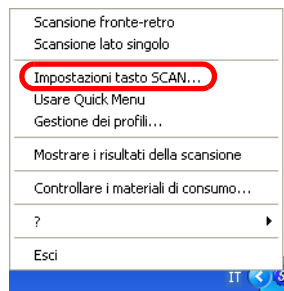 Scansione fronte-retro
Scansione lato singolo
Impostazioni tasto SCAN...
Usare Quick Menu
Gestione dei profili...
Mostrare i risultati della scansione
Controllare i materiali di consumo...
?
Esci
IT